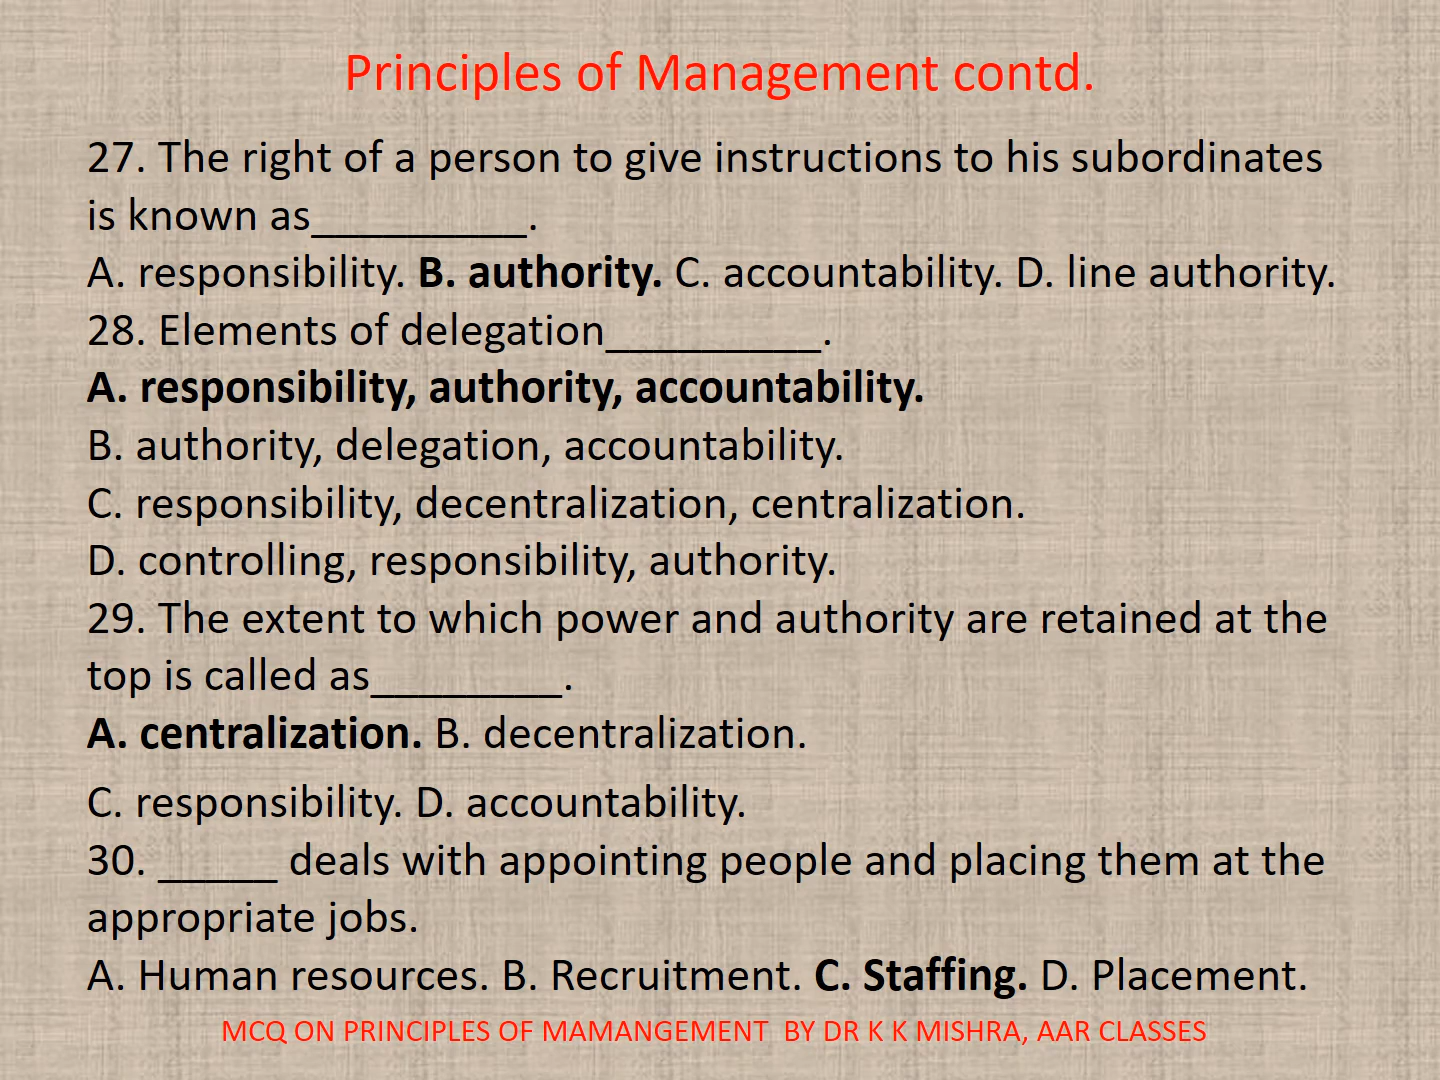 Principles of Management contd.
27. The right of a person to give instructions to his subordinates
is known as_________.
A. responsibility. B. authority. C. accountability. D. line authority.
28. Elements of delegation_________.
A. responsibility, authority, accountability.
B. authority, delegation, accountability.
C. responsibility, decentralization, centralization.
D. controlling, responsibility, authority.
29. The extent to which power and authority are retained at the
top is called as________.
A. centralization. B. decentralization.
C. responsibility. D. accountability.
30. _____ deals with appointing people and placing them at the
appropriate jobs.
A. Human resources. B. Recruitment. C. Staffing. D. Placement.
MCQ ON PRINCIPLES OF MAMANGEMENT  BY DR K K MISHRA, AAR CLASSES